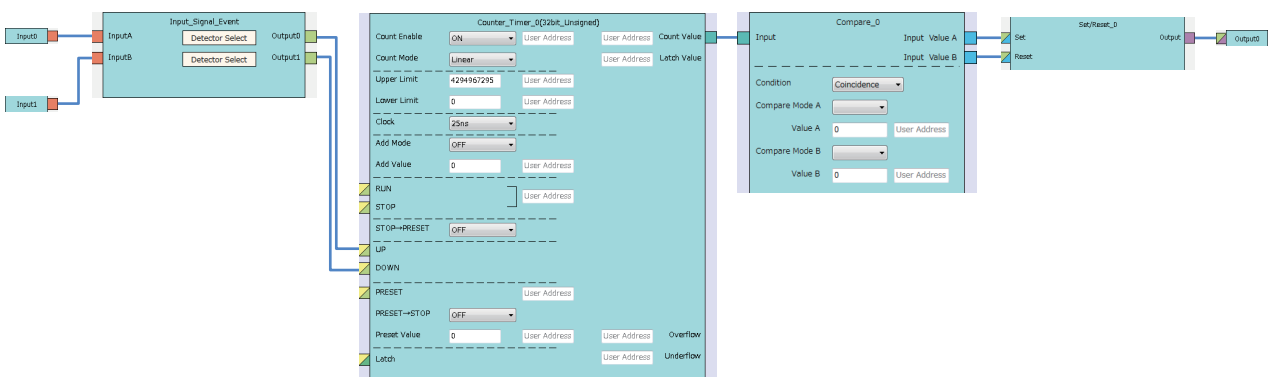 Input0
Input1
Input_Signal_Event
InputA Detector Select Output0
InputB Detector Select Output1
Counter_Timer_0(32bit_Unsigned)
Count Enable ON User Address User Address Count Value
Count Mode Linear User Address Latch Value
Upper Limit 4294967295 User Address
Lower Limit 0 User Address
Clock 25ns
Add Mode OFF
Add Value 0 User Address
RUN
User Address
STOP
STOP→PRESET OFF
UP
DOWN
PRESET User Address
PRESET→STOP OFF
Preset Value 0 User Address User Address Overflow
Latch User Address Underflow
Compare_0
Input Input Value A
Input Value B
Condition Coincidence
Compare Mode A
Value A 0 User Address
Compare Mode B
Value B 0 User Address
Set/Reset_0
Set Output
Reset
Output0